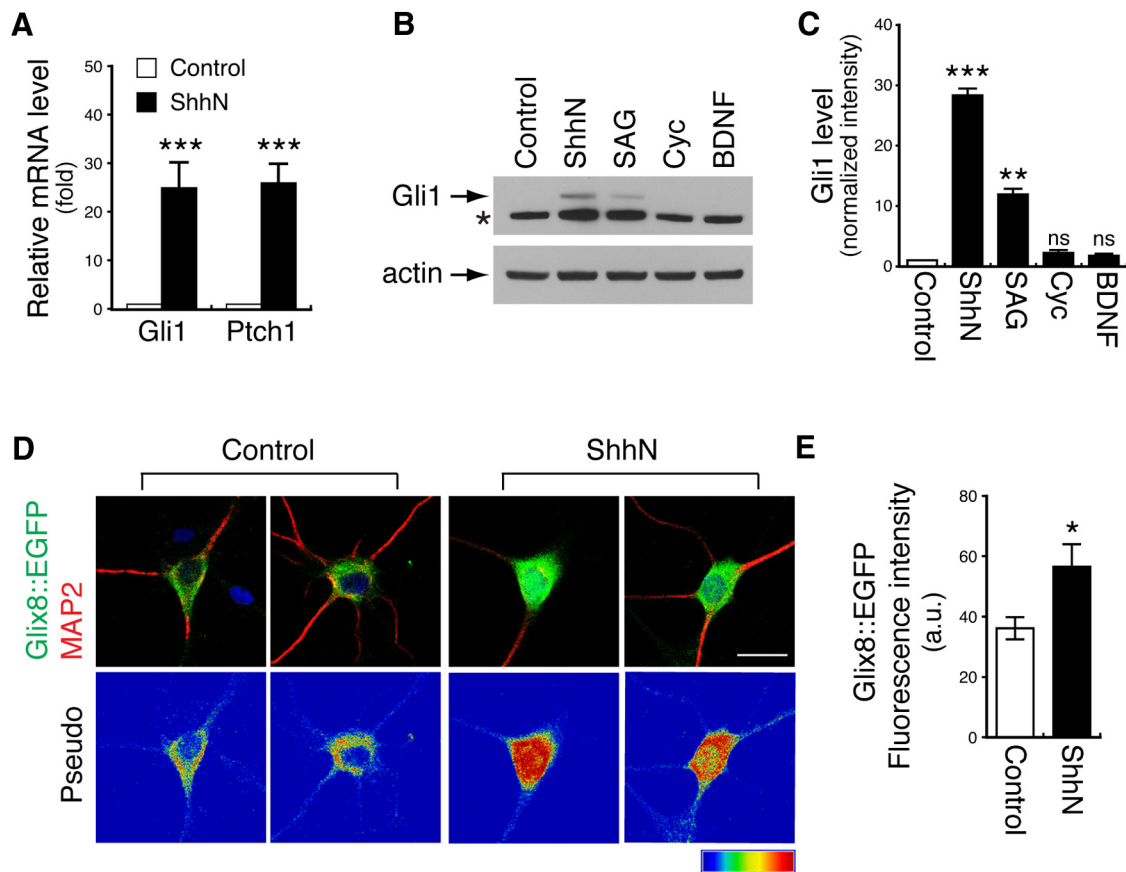 A
Relative mRNA level
(fold)
50
40
30
20
10
0
Control
ShhN
***
***
Gli1
Ptch1
B
Control
ShhN
SAG
Cyc
BDNF
Gli1
*
actin
C
Gli1 level
(normalized intensity)
40
30
20
10
0
***
**
ns
ns
Control
ShhN
SAG
Cyc
BDNF
D
Control
ShhN
Glix8::EGFP
MAP2
Pseudo
E
Glix8::EGFP
Fluorescence intensity
(a.u.)
80
60
40
20
0
*
Control
ShhN